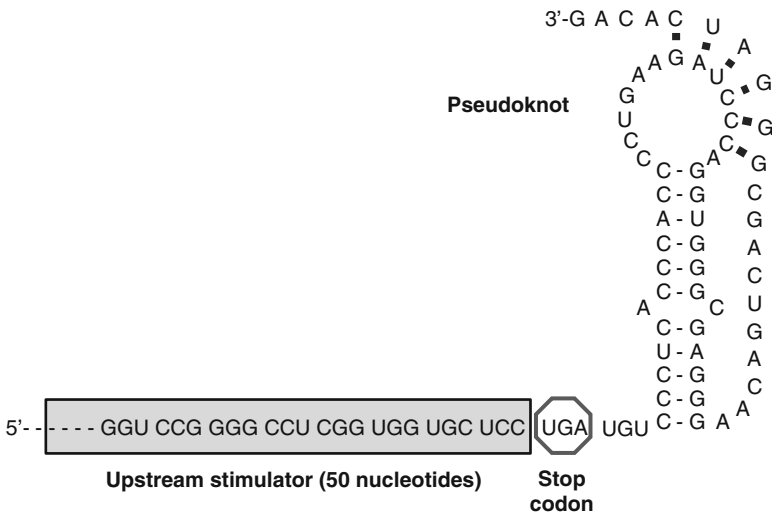 3'-G A C A C U A G G G C G A C U G A C A A
G A A G U C C
A U C C C A
Pseudoknot
C - G
C - G
A - U
C - G
C - G
C - G
A C
C - G
U - A
C - G
C - G
C - G
5'- - - - - - GGU CCG GGG CCU CGG UGG UGC UCC UGA UGU
Upstream stimulator (50 nucleotides)
Stop
codon